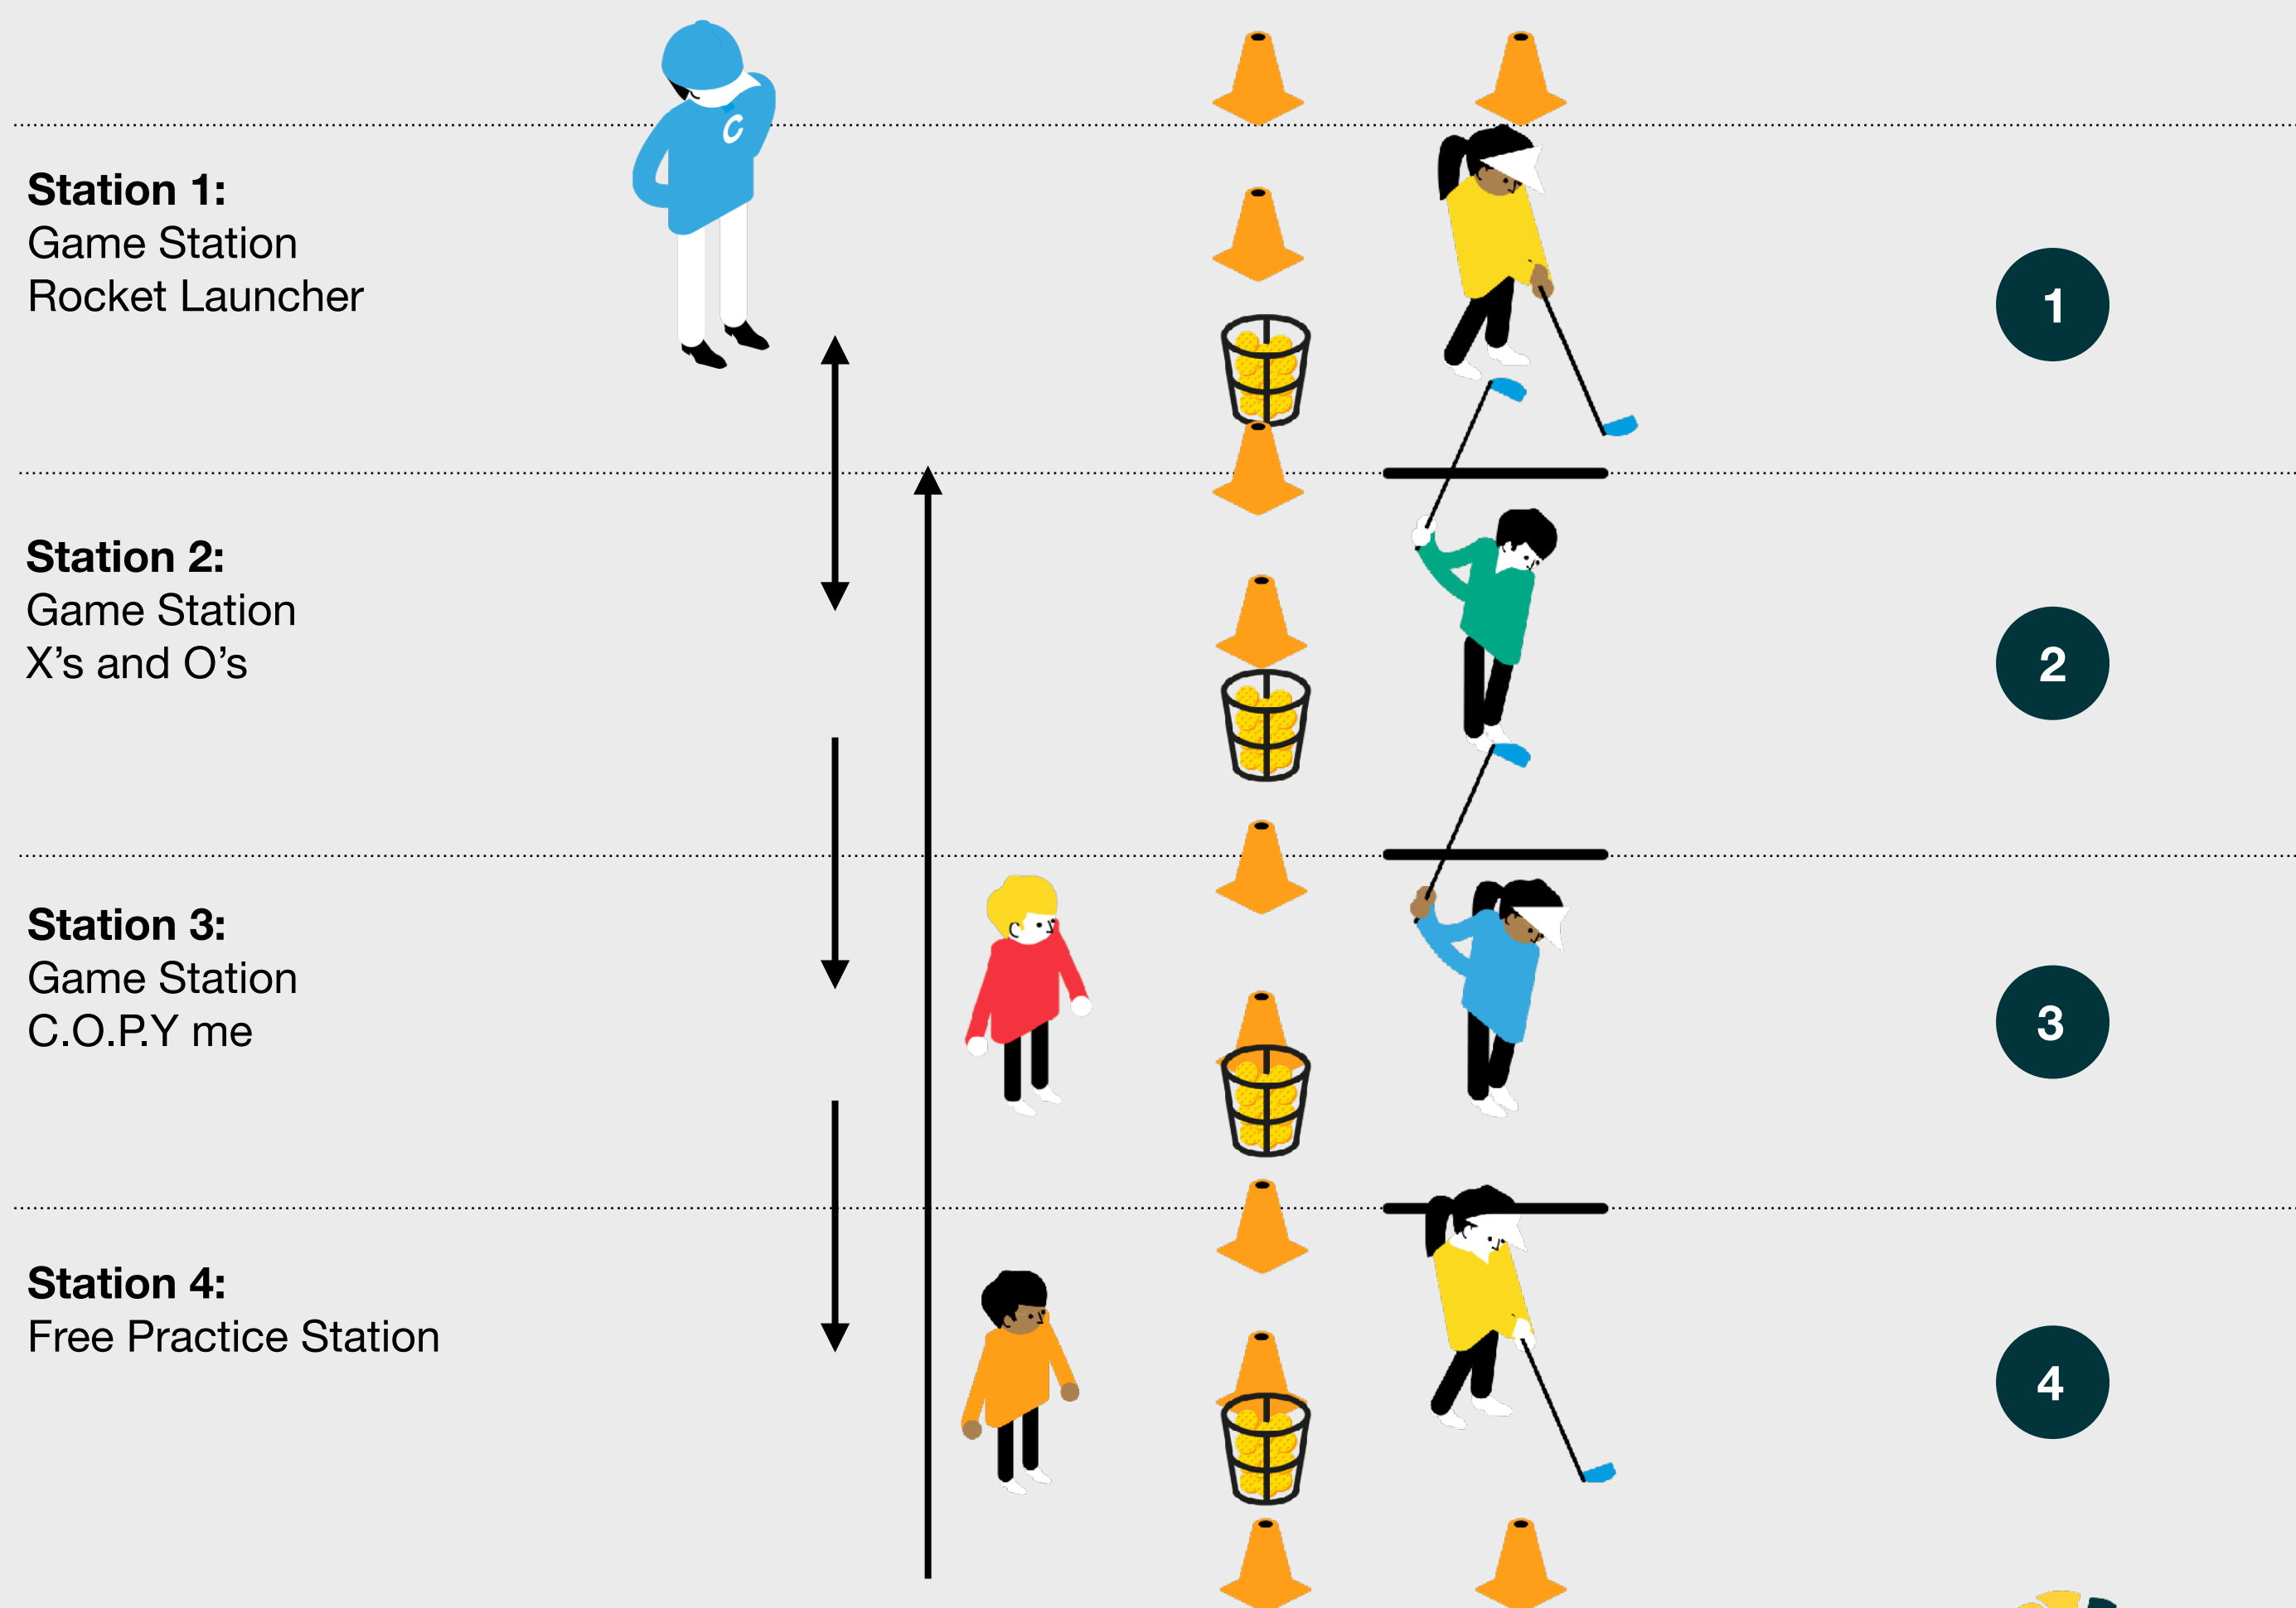 C
Station 1:
Game Station
Rocket Launcher
1
Station 2:
Game Station
X’s and O’s
2
Station 3:
Game Station
C.O.P.Y me
3
Station 4:
Free Practice Station
4